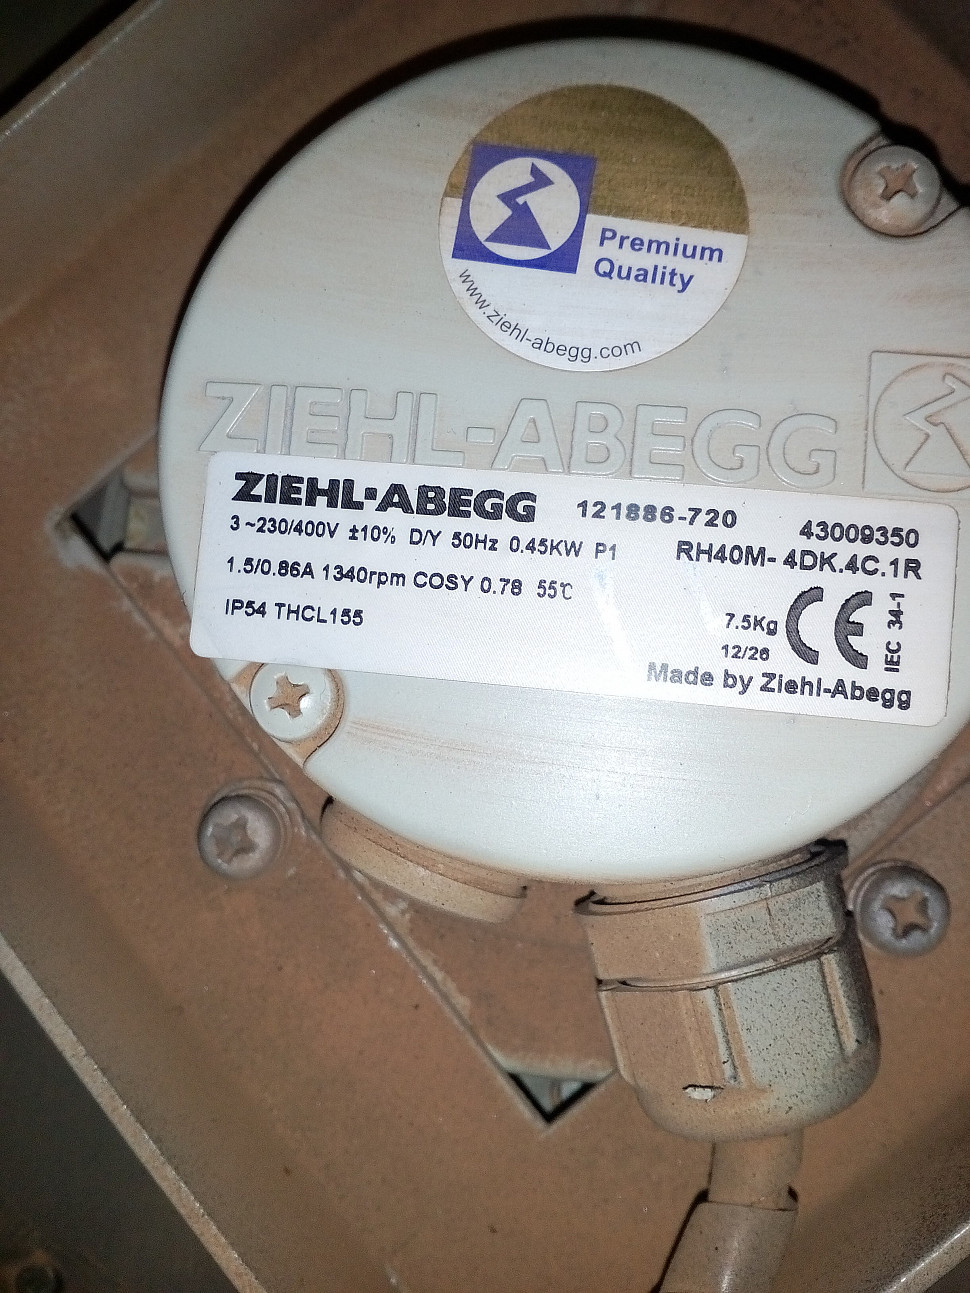 Premium
Quality
www.ziehl-abegg.com
ZIEHL-ABEGG
ZIEHL-ABEGG 121886-720 43009350
3~230/400V ±10% D/Y 50Hz 0.45KW P1 RH40M-4DK.4C.1R
1.5/0.86A 1340rpm COSY 0.78 55℃
IP54 THCL155
7.5Kg CE IEC 34-1
12/26
Made by Ziehl-Abegg